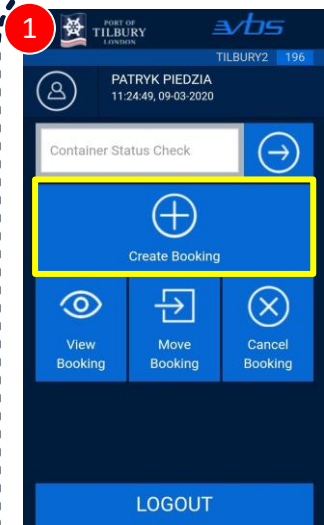 1
PORT OF
TILBURY
LONDON
vbs
TILBURY2 196
PATRYK PIEDZIA
11:24:49, 09-03-2020
Container Status Check
Create Booking
View
Booking
Move
Booking
Cancel
Booking
LOGOUT